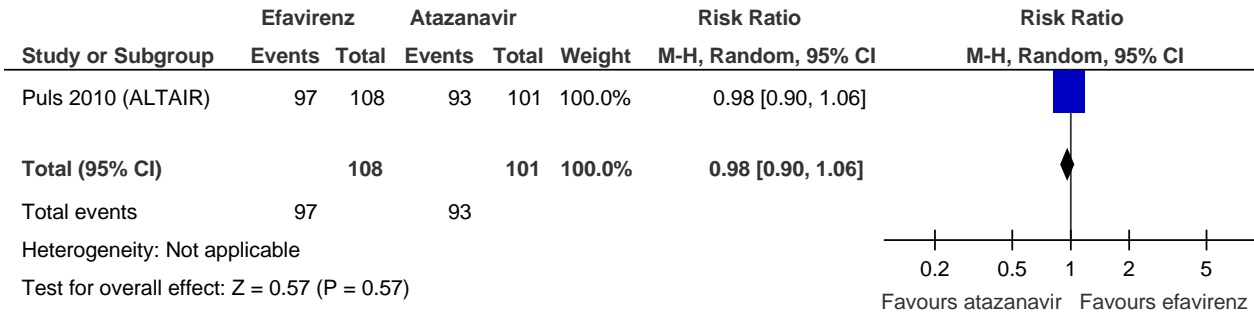 Efavirenz Atazanavir Risk Ratio Risk Ratio
Study or Subgroup Events Total Events Total Weight M-H, Random, 95% CI M-H, Random, 95% CI
Puls 2010 (ALTAIR) 97 108 93 101 100.0% 0.98 [0.90, 1.06]
Total (95% CI) 108 101 100.0% 0.98 [0.90, 1.06]
Total events 97 93
Heterogeneity: Not applicable
Test for overall effect: Z = 0.57 (P = 0.57)
0.2 0.5 1 2 5
Favours atazanavir Favours efavirenz